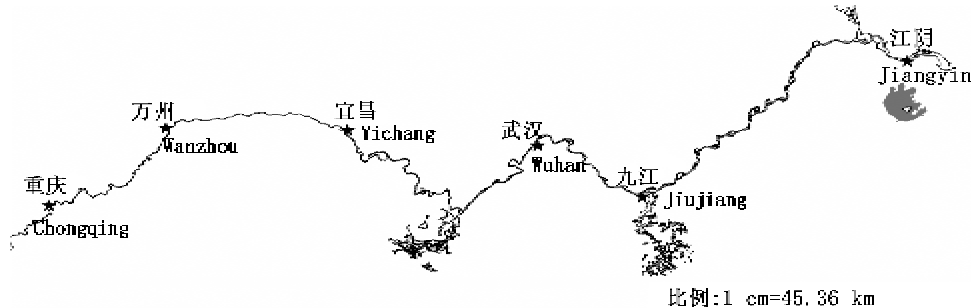 江阴
Jiangyin
万州
Wanzhou
宜昌
Yichang
武汉
Wuhan
九江
Jiujiang
重庆
Chongqing
比例:1 cm=45.36 km